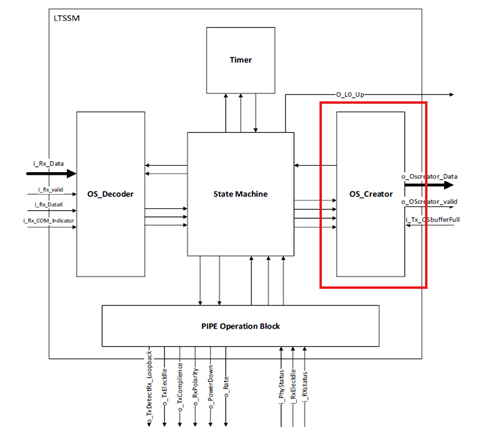 LTSSM
Timer
O_L0_Up
i_Rx_Data
i_Rx_valid
i_Rx_DataK
i_Rx_COM_Indicator
OS_Decoder
State Machine
OS_Creator
o_Oscreator_Data
o_OScreator_valid
i_Tx_OSbufferFull
PIPE Operation Block
o_TxDetectRx_Loopback
o_TxElecIdle
o_TxComplience
o_RxPolarity
o_PowerDown
o_Rate
i_PhyStatus
i_RxElecIdle
i_RXstatus